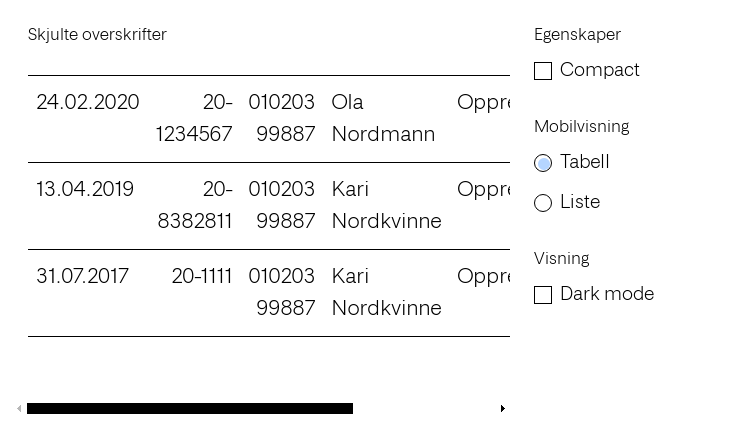 Skjulte overskrifter
24.02.2020 20-1234567 010203 99887 Ola Nordmann Oppre
13.04.2019 20-8382811 010203 99887 Kari Nordkvinne Oppre
31.07.2017 20-1111 010203 99887 Kari Nordkvinne Oppre
Egenskaper
Compact
Mobilvisning
Tabell
Liste
Visning
Dark mode